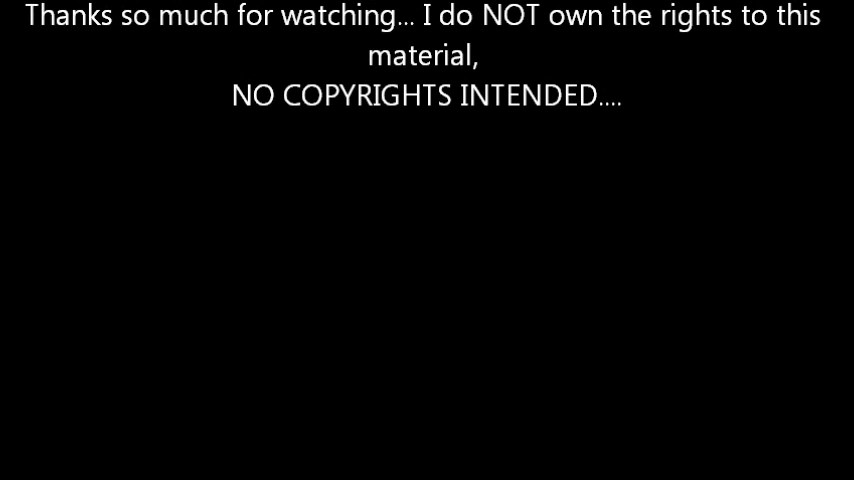 Thanks so much for watching... I do NOT own the rights to this
material,
NO COPYRIGHTS INTENDED....